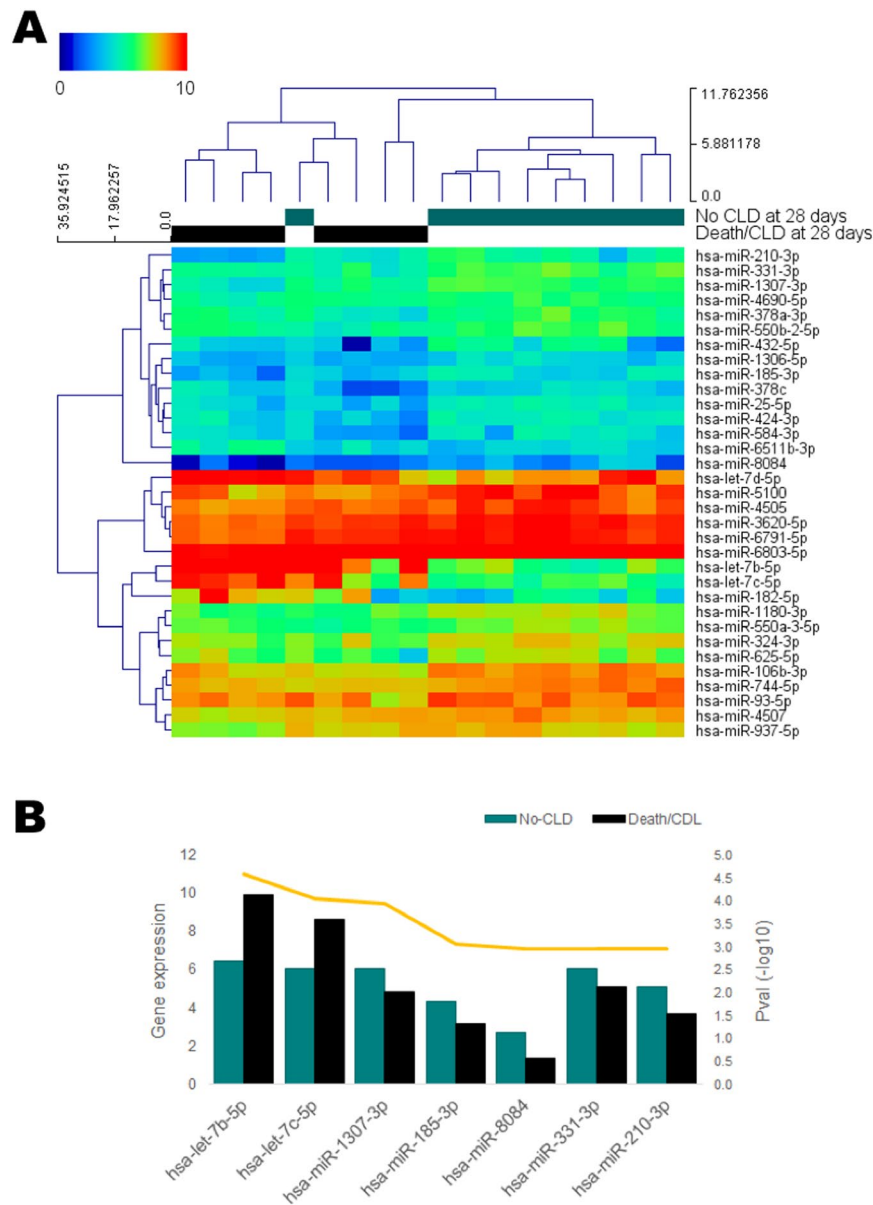 A
0 10
11.762356
5.881178
0.0
35.924515
17.962257
0.0
No CLD at 28 days
Death/CLD at 28 days
hsa-miR-210-3p
hsa-miR-331-3p
hsa-miR-1307-3p
hsa-miR-4690-5p
hsa-miR-378a-3p
hsa-miR-550b-2-5p
hsa-miR-432-5p
hsa-miR-1306-5p
hsa-miR-185-3p
hsa-miR-378c
hsa-miR-25-5p
hsa-miR-424-3p
hsa-miR-584-3p
hsa-miR-6511b-3p
hsa-miR-8084
hsa-let-7d-5p
hsa-miR-5100
hsa-miR-4505
hsa-miR-3620-5p
hsa-miR-6791-5p
hsa-miR-6803-5p
hsa-let-7b-5p
hsa-let-7c-5p
hsa-miR-182-5p
hsa-miR-1180-3p
hsa-miR-550a-3-5p
hsa-miR-324-3p
hsa-miR-625-5p
hsa-miR-106b-3p
hsa-miR-744-5p
hsa-miR-93-5p
hsa-miR-4507
hsa-miR-937-5p
B
No-CLD Death/CDL
Gene expression
12
10
8
6
4
2
0
5.0
4.5
4.0
3.5
3.0
2.5
2.0
1.5
1.0
0.5
0.0
Pval (-log10)
hsa-let-7b-5p
hsa-let-7c-5p
hsa-miR-1307-3p
hsa-miR-185-3p
hsa-miR-8084
hsa-miR-331-3p
hsa-miR-210-3p